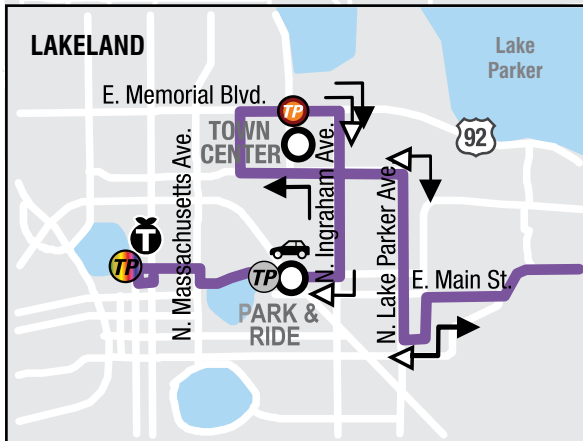 LAKELAND
Lake
Parker
E. Memorial Blvd.
TP
TOWN
CENTER
92
N. Massachusetts Ave.
N. Ingraham Ave.
N. Lake Parker Ave
T
TP
TP
E. Main St.
PARK &
RIDE